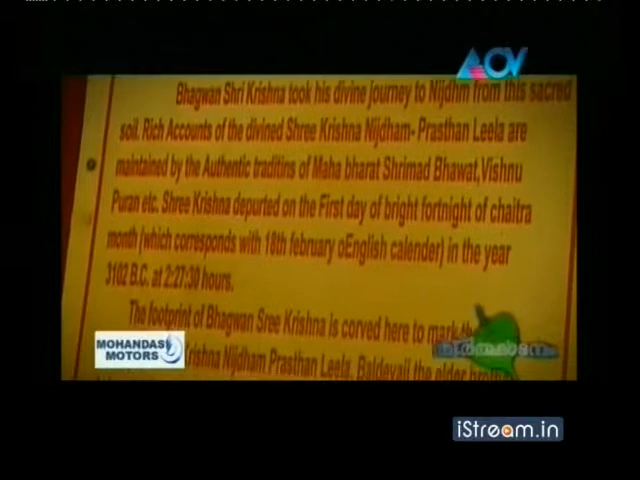 ACV
Bhagwan Shri Krishna took his divine journey to Nijdhm from this sacred
soil. Rich Accounts of the divined Shree Krishna Nijdham- Prasthan Leela are
maintained by the Authentic traditins of Maha bharat Shrimad Bhawat,Vishnu
Puran etc. Shree Krishna depurted on the First day of bright fortnight of chaitra
month (which corresponds with 18th february oEnglish calender) in the year
3102 B.C. at 2:27:30 hours.
The footprint of Bhagwan Sree Krishna is corved here to mark
Krishna Nijdham Prasthan Leela. Baldevaji the elder
MOHANDAS
MOTORS
iStream.in